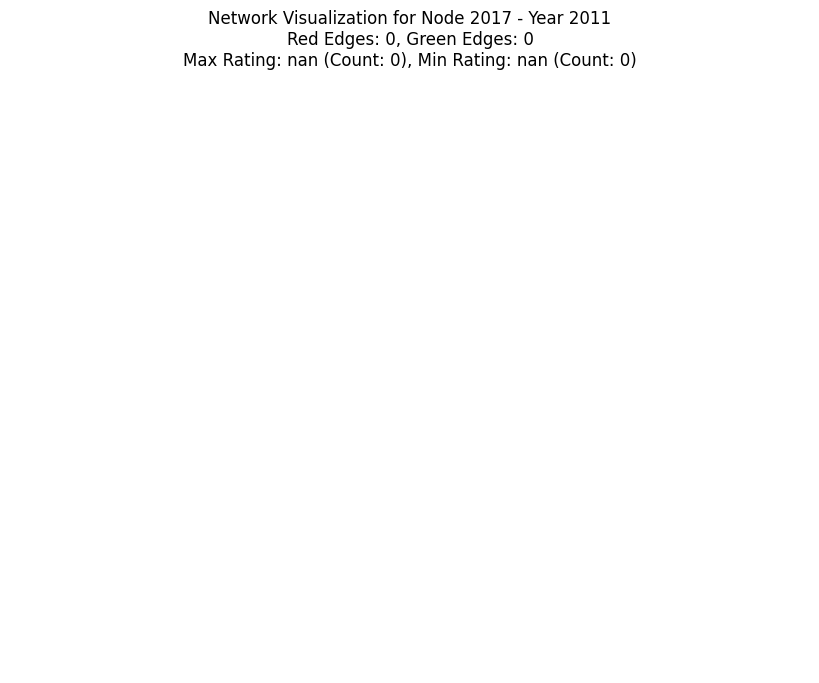 Network Visualization for Node 2017 - Year 2011
Red Edges: 0, Green Edges: 0
Max Rating: nan (Count: 0), Min Rating: nan (Count: 0)